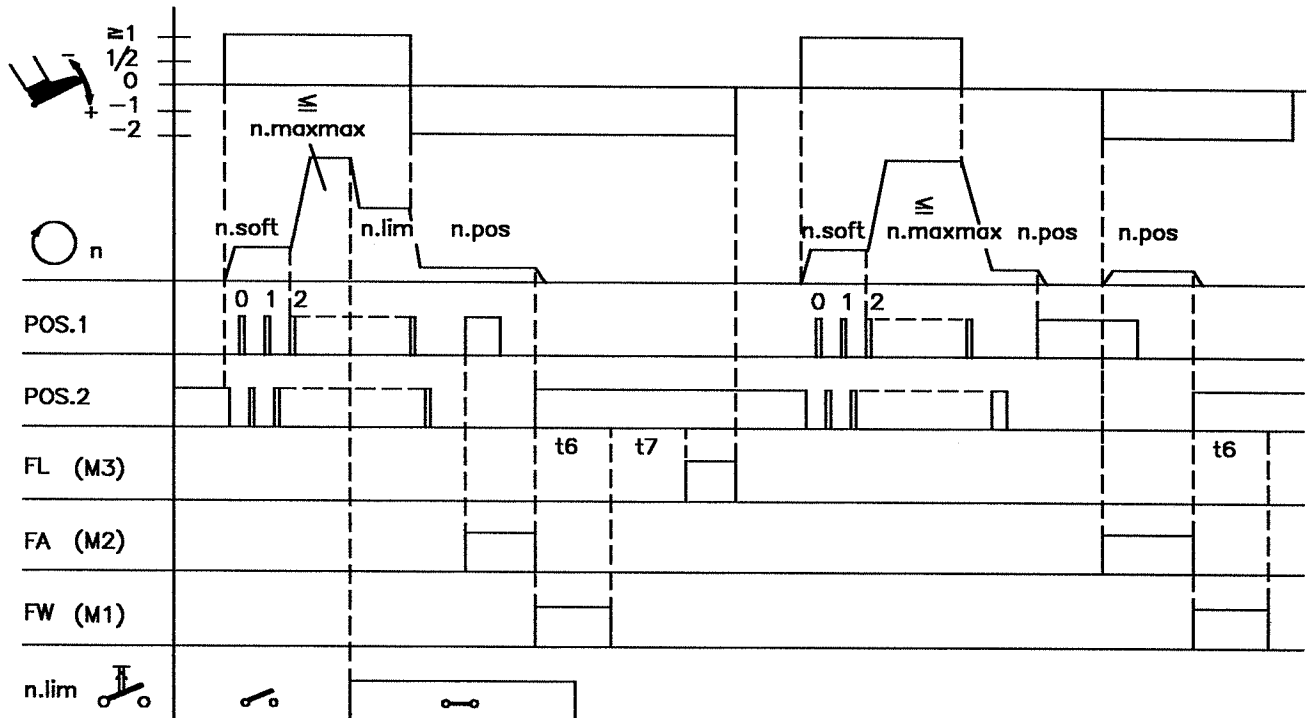 ≧1
1/2
0
−1
−2
−
+
≦
n.maxmax
n.soft
n.lim
n.pos
n.soft
≦
n.maxmax
n.pos
n.pos
n
0 1 2
0 1 2
POS.1
POS.2
t6 t7 t6
FL (M3)
FA (M2)
FW (M1)
n.lim